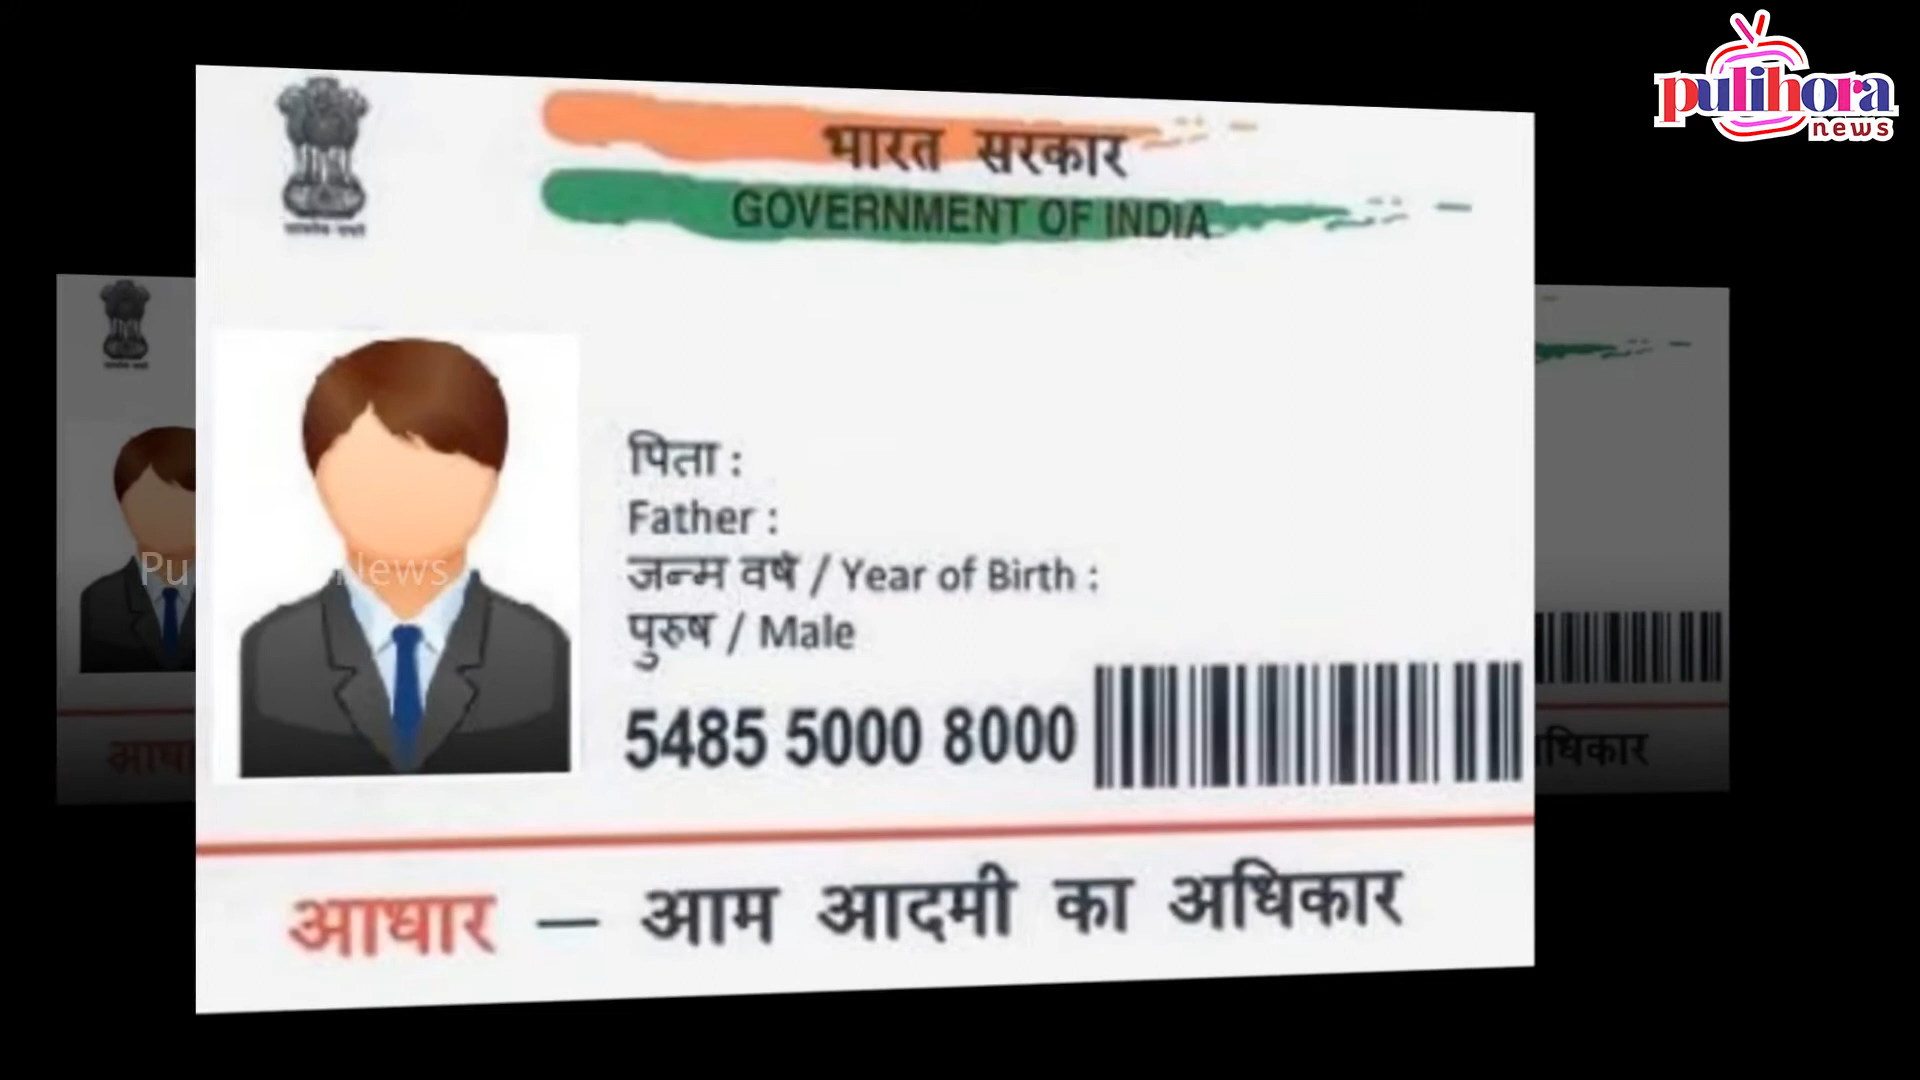 pulihora
news
भारत सरकार
GOVERNMENT OF INDIA
पिता :
Father :
जन्म वर्ष / Year of Birth :
पुरुष / Male
5485 5000 8000
आधार — आम आदमी का अधिकार